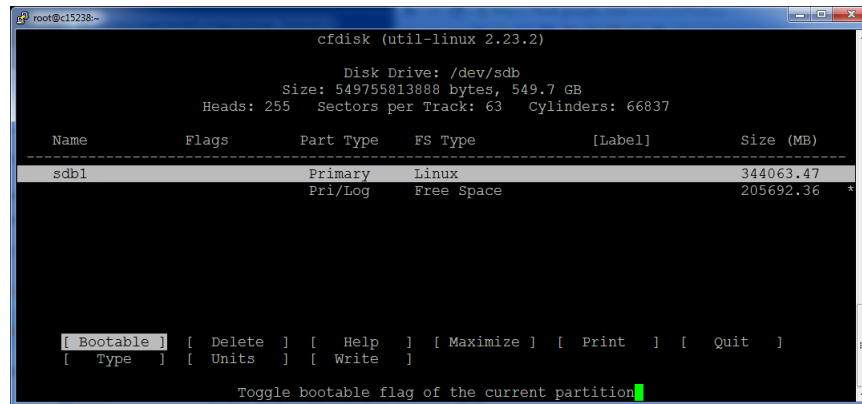 root@c15238:~
cfdisk (util-linux 2.23.2)
Disk Drive: /dev/sdb
Size: 549755813888 bytes, 549.7 GB
Heads: 255   Sectors per Track: 63   Cylinders: 66837
Name   Flags   Part Type   FS Type   [Label]   Size (MB)
sdb1   Primary   Linux   344063.47
Pri/Log   Free Space   205692.36   *
[ Bootable ]  [  Delete  ]  [   Help   ]  [ Maximize ]  [  Print   ]  [   Quit   ]
[   Type   ]  [  Units   ]  [  Write   ]
Toggle bootable flag of the current partition